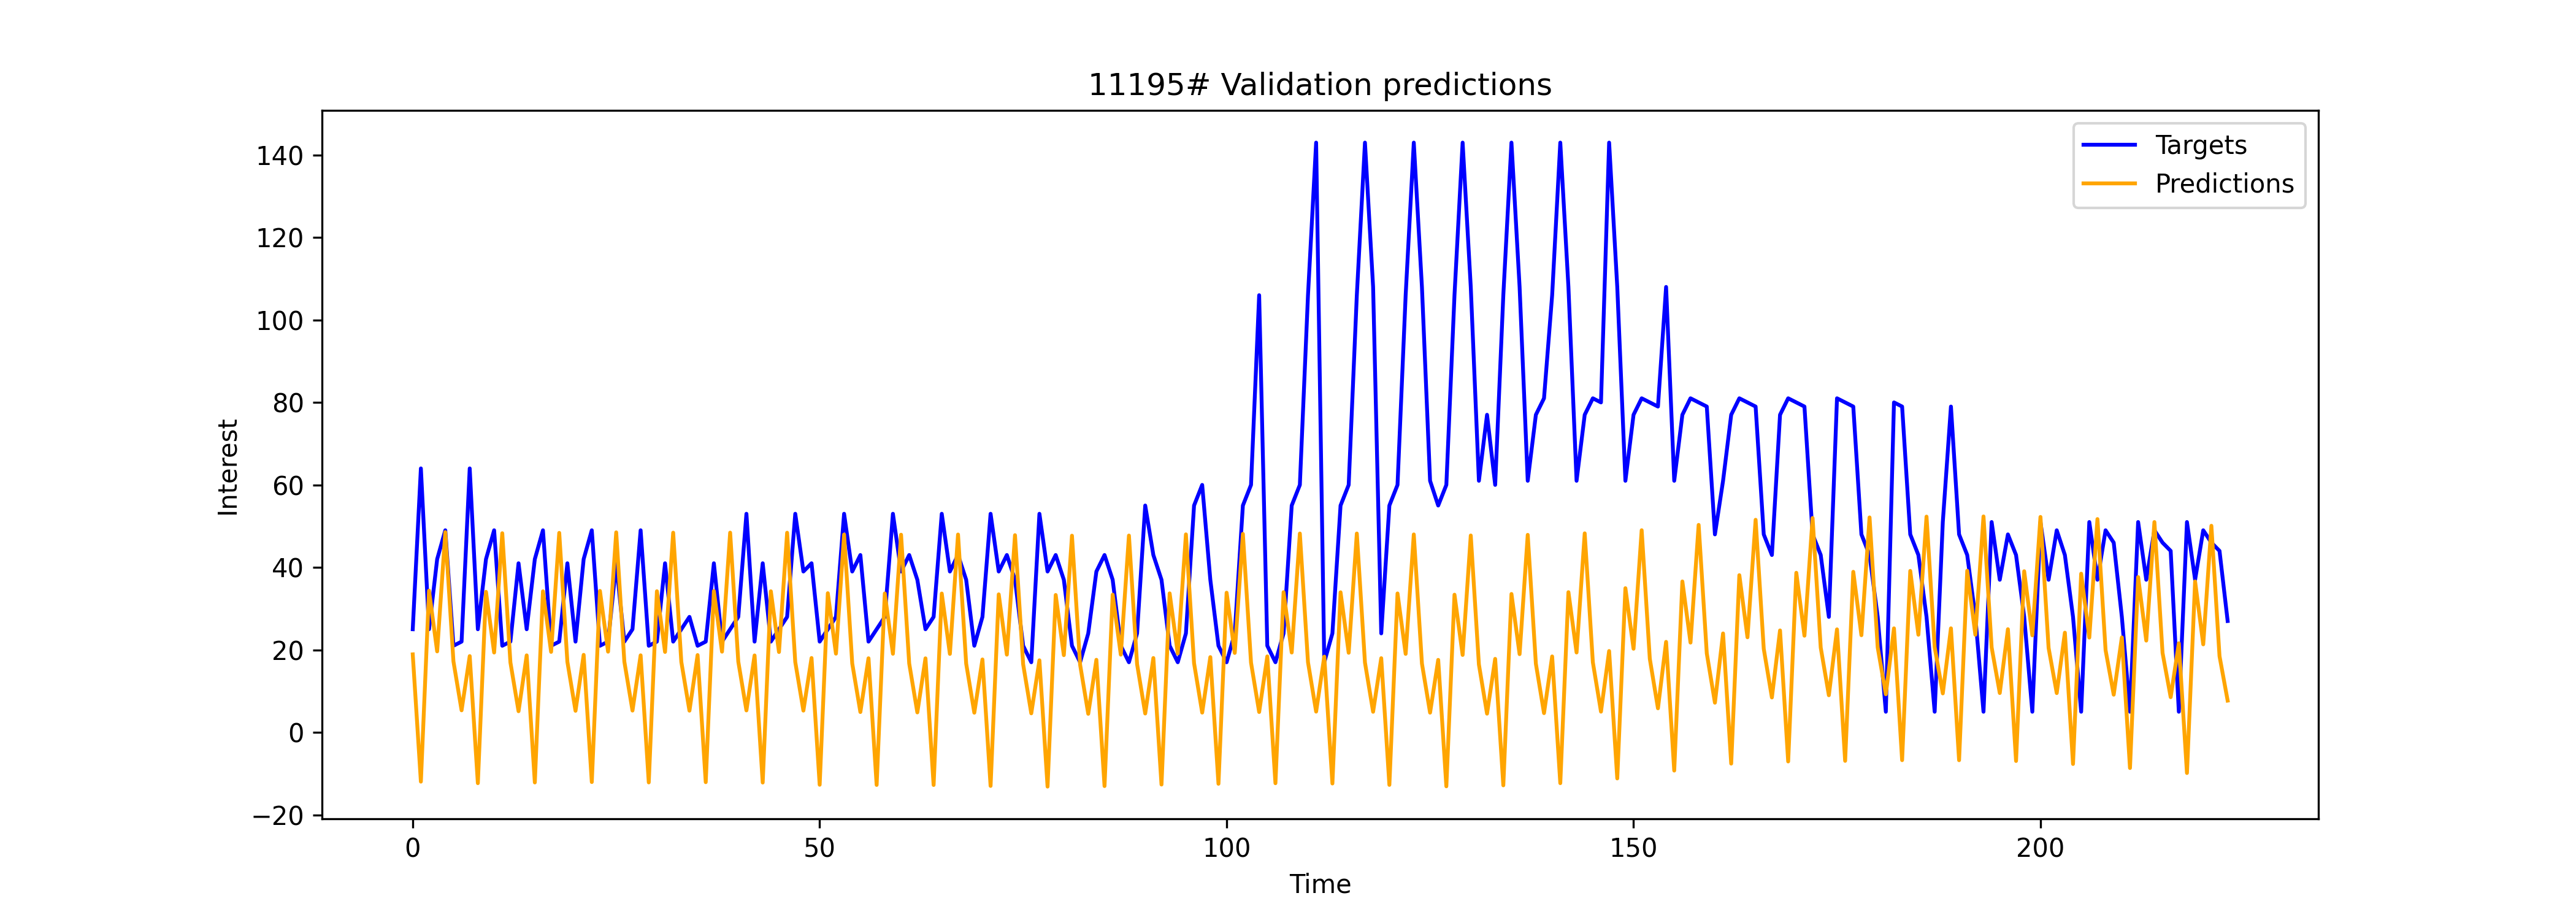 11195# Validation predictions
Targets
Predictions
Interest
140
120
100
80
60
40
20
0
−20
0 50 100 150 200
Time